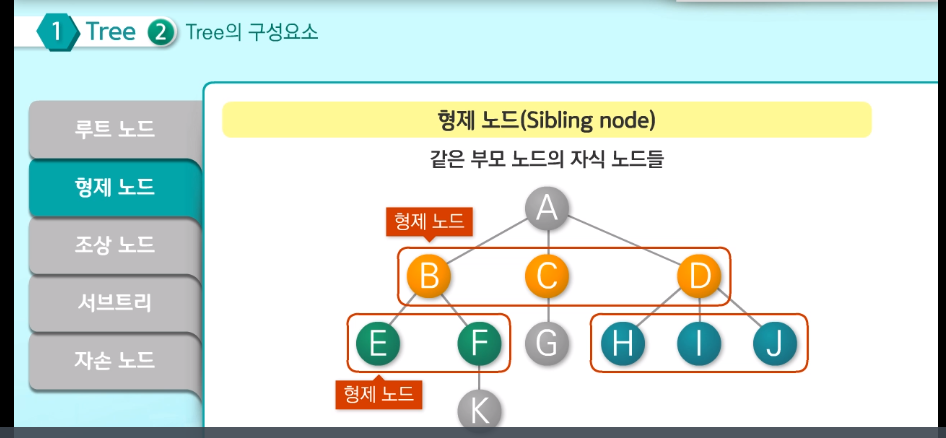 1 Tree 2 Tree의 구성요소
루트 노드
형제 노드
조상 노드
서브트리
자손 노드
형제 노드(Sibling node)
같은 부모 노드의 자식 노드들
A
형제 노드
B C D
E F G H I J
형제 노드
K